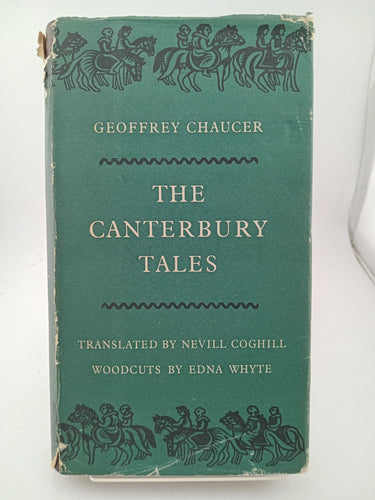 GEOFFREY CHAUCER
THE
CANTERBURY
TALES
TRANSLATED BY NEVILL COGHILL
WOODCUTS BY EDNA WHYTE